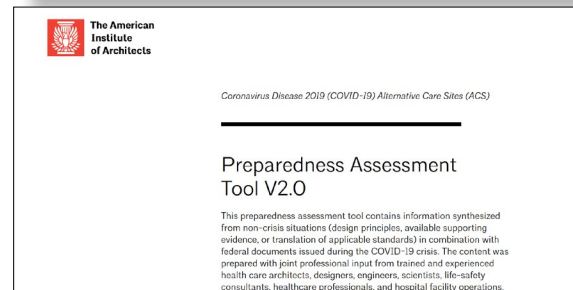 The American
Institute
of Architects
Coronavirus Disease 2019 (COVID-19) Alternative Care Sites (ACS)
Preparedness Assessment
Tool V2.0
This preparedness assessment tool contains information synthesized
from non-crisis situations (design principles, available supporting
evidence, or translation of applicable standards) in combination with
federal documents issued during the COVID-19 crisis. The content was
prepared with joint professional input from trained and experienced
health care architects, designers, engineers, scientists, life-safety
consultants, healthcare professionals, and hospital facility operations.